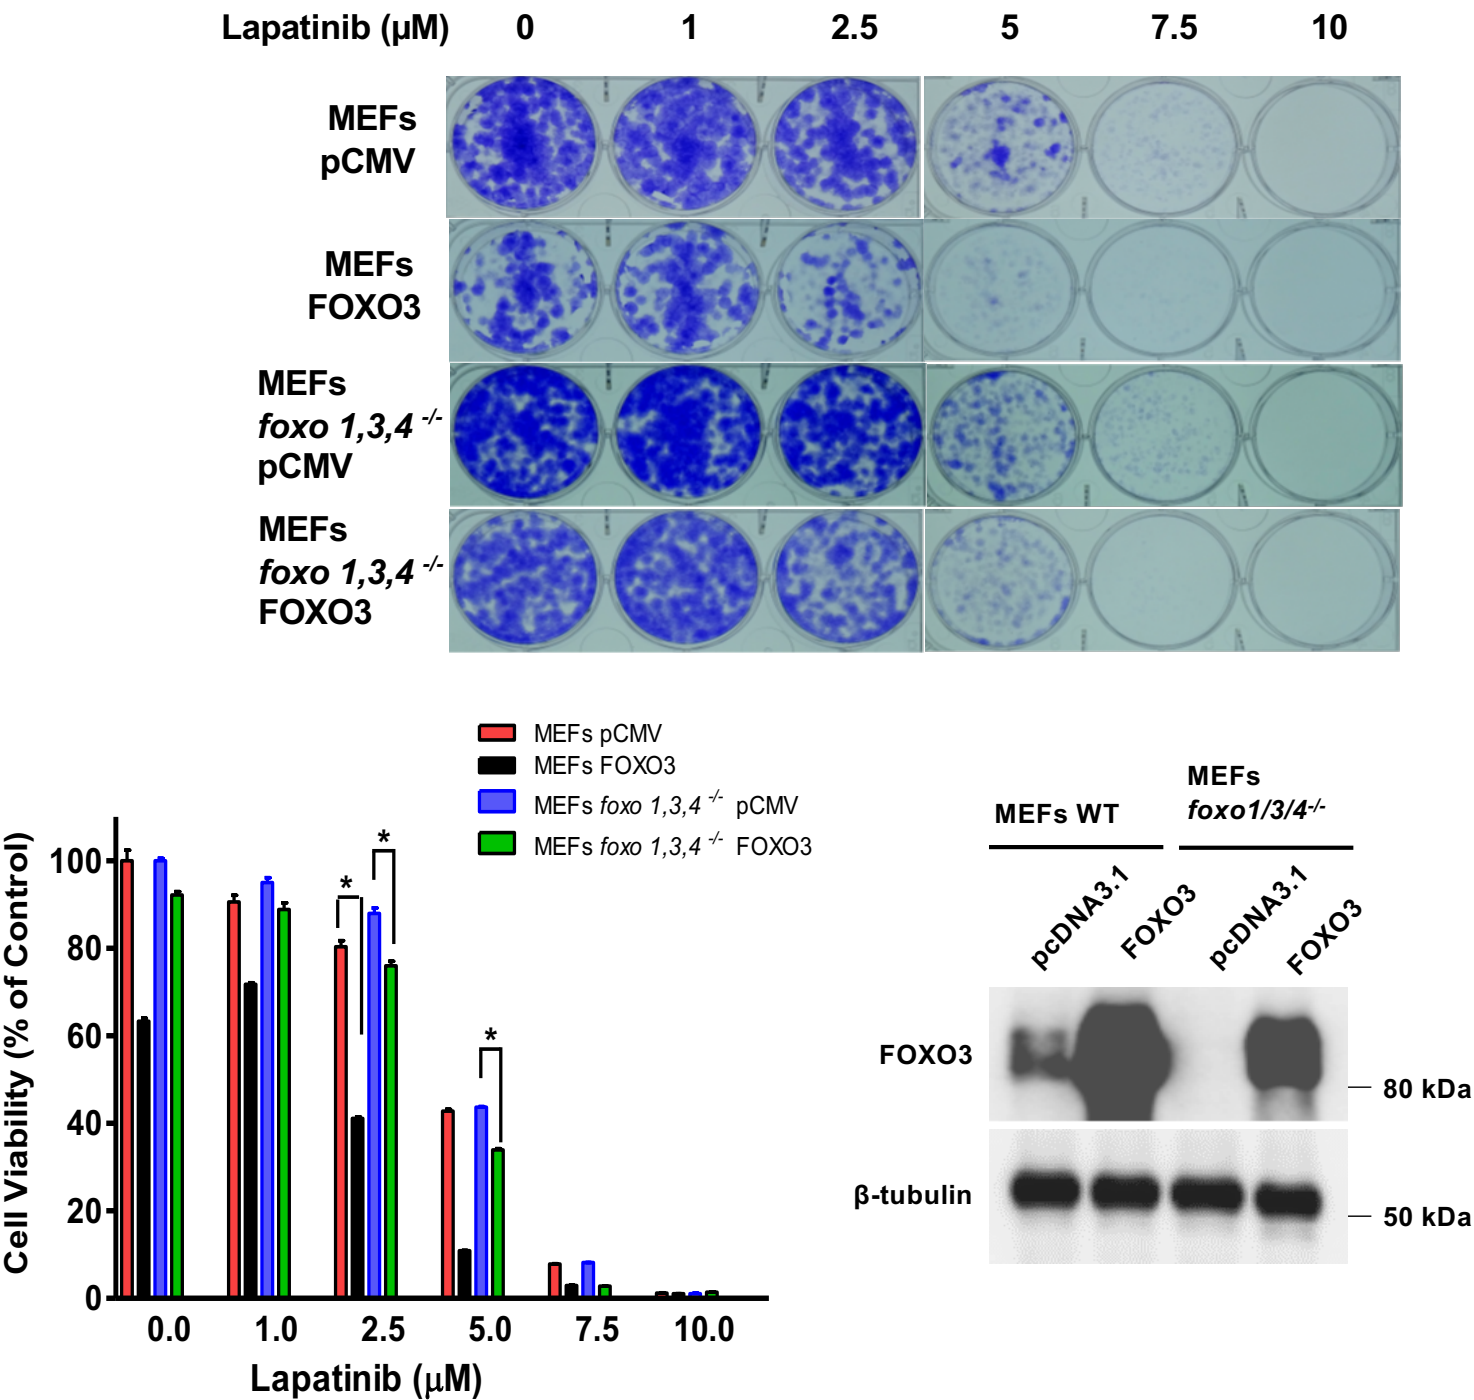 Lapatinib (µM) 0 1 2.5 5 7.5 10
MEFs
pCMV
MEFs
FOXO3
MEFs
foxo 1,3,4 -/-
pCMV
MEFs
foxo 1,3,4 -/-
FOXO3
MEFs pCMV
MEFs FOXO3
MEFs foxo 1,3,4 -/- pCMV
MEFs foxo 1,3,4 -/- FOXO3
Cell Viability (% of Control)
100
80
60
40
20
0
* * *
0.0 1.0 2.5 5.0 7.5 10.0
Lapatinib (µM)
MEFs WT
MEFs
foxo1/3/4-/-
pcDNA3.1 FOXO3 pcDNA3.1 FOXO3
FOXO3
80 kDa
β-tubulin
50 kDa